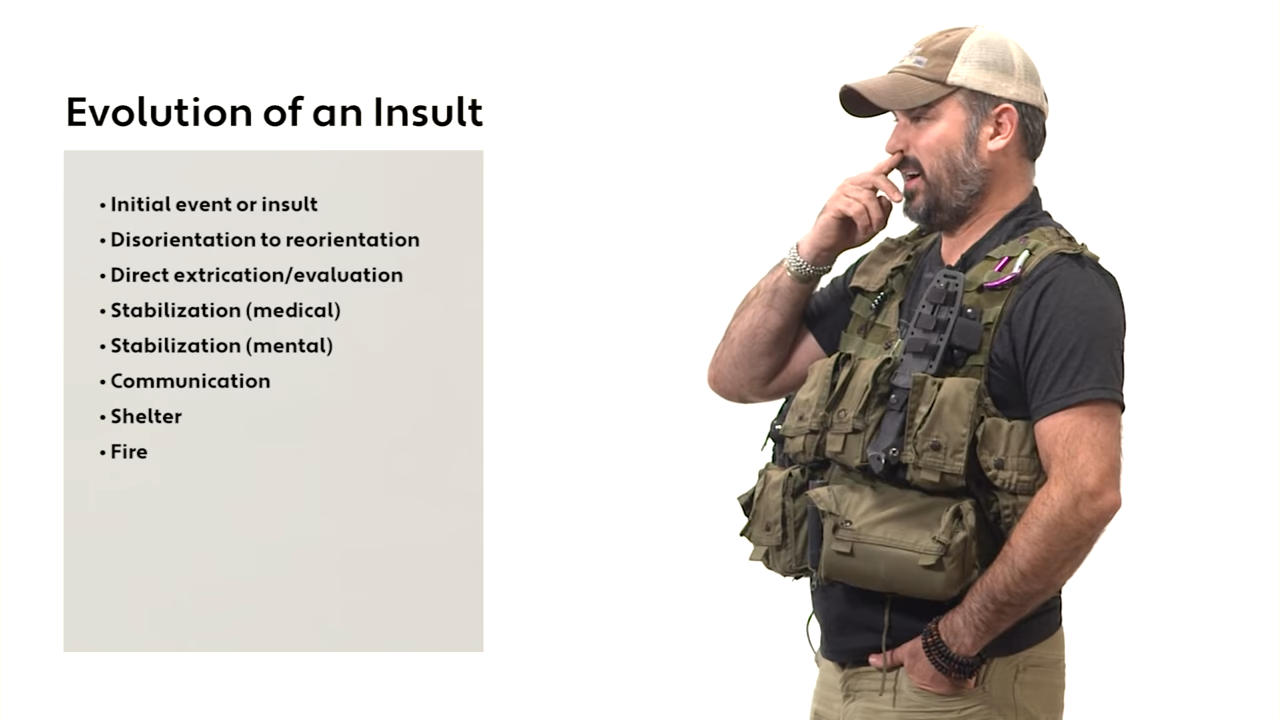 Evolution of an Insult
• Initial event or insult
• Disorientation to reorientation
• Direct extrication/evaluation
• Stabilization (medical)
• Stabilization (mental)
• Communication
• Shelter
• Fire